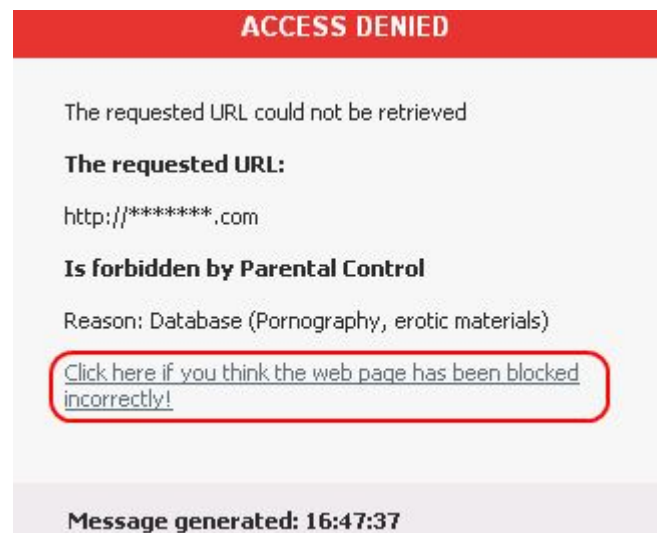 ACCESS DENIED
The requested URL could not be retrieved
The requested URL:
http://*******.com
Is forbidden by Parental Control
Reason: Database (Pornography, erotic materials)
Click here if you think the web page has been blocked
incorrectly!
Message generated: 16:47:37